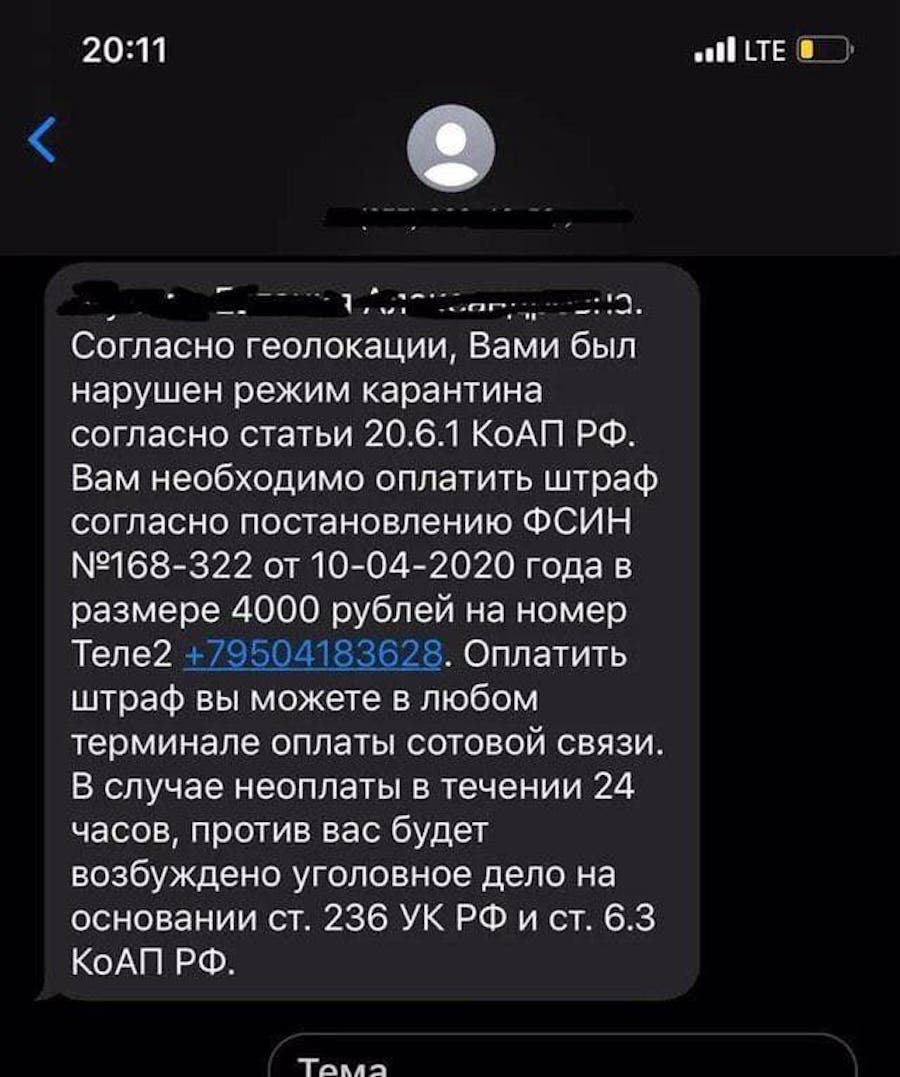 20:11
LTE
Согласно геолокации, Вами был
нарушен режим карантина
согласно статьи 20.6.1 КоАП РФ.
Вам необходимо оплатить штраф
согласно постановлению ФСИН
№168-322 от 10-04-2020 года в
размере 4000 рублей на номер
Теле2 +79504183628. Оплатить
штраф вы можете в любом
терминале оплаты сотовой связи.
В случае неоплаты в течении 24
часов, против вас будет
возбуждено уголовное дело на
основании ст. 236 УК РФ и ст. 6.3
КоАП РФ.
Тема